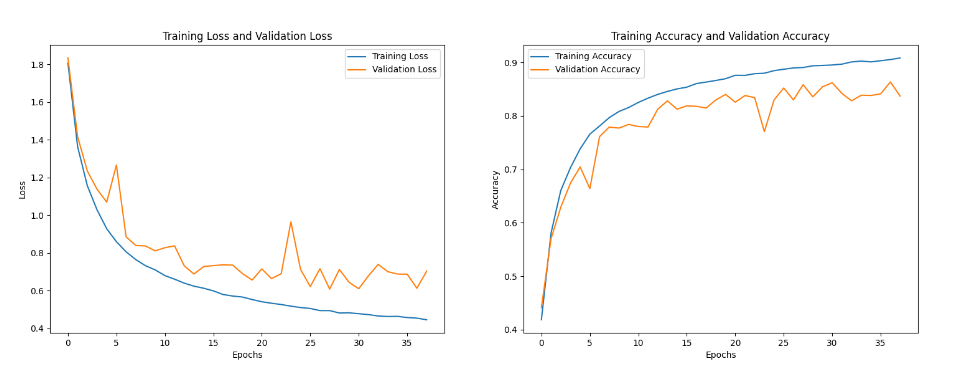 Training Loss and Validation Loss
Training Loss
Validation Loss
1.8
1.6
1.4
1.2
1.0
0.8
0.6
0.4
Loss
0 5 10 15 20 25 30 35
Epochs
Training Accuracy and Validation Accuracy
Training Accuracy
Validation Accuracy
0.9
0.8
0.7
0.6
0.5
0.4
Accuracy
0 5 10 15 20 25 30 35
Epochs